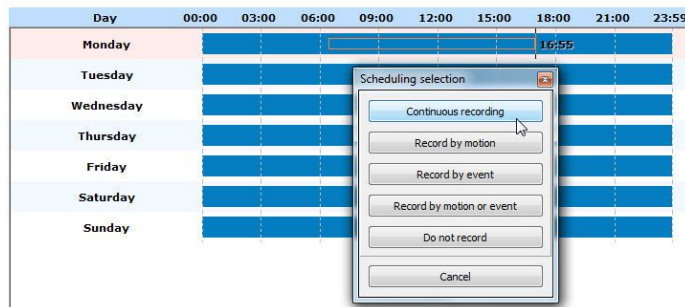 Day 00:00 03:00 06:00 09:00 12:00 15:00 18:00 21:00 23:59
Monday 16:55
Tuesday
Scheduling selection
Wednesday
Continuous recording
Thursday
Record by motion
Friday
Record by event
Saturday
Record by motion or event
Sunday
Do not record
Cancel